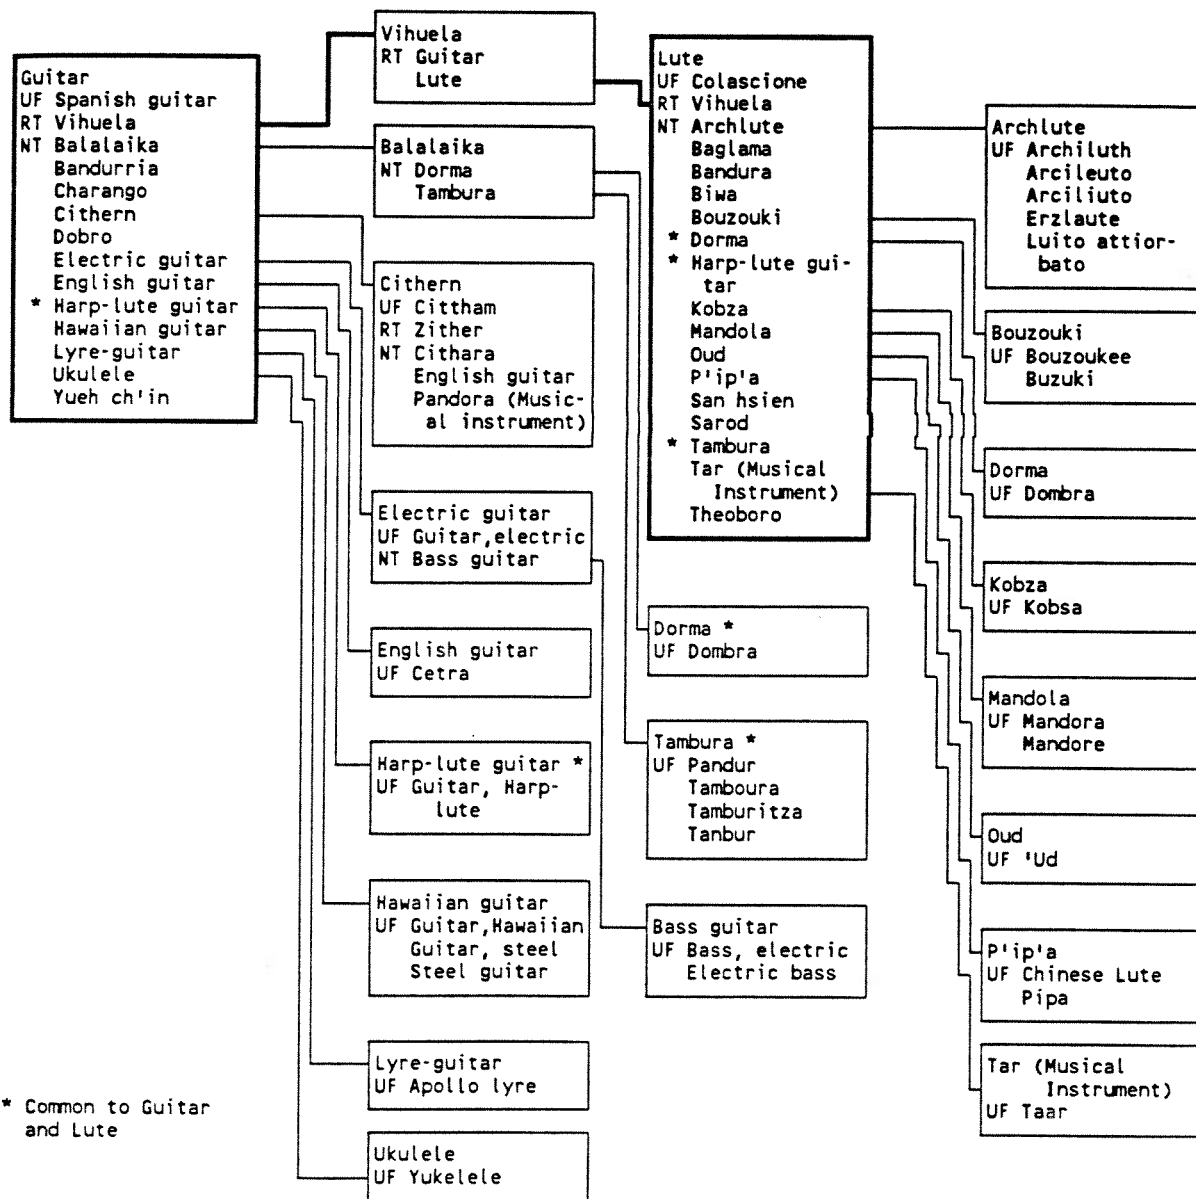 Guitar
UF Spanish guitar
RT Vihuela
NT Balalaika
Bandurria
Charango
Cithern
Dobro
Electric guitar
English guitar
* Harp-lute guitar
Hawaiian guitar
Lyre-guitar
Ukulele
Yueh ch'in
* Common to Guitar
and Lute
Vihuela
RT Guitar
Lute
Balalaika
NT Dorma
Tambura
Cithern
UF Cittham
RT Zither
NT Cithara
English guitar
Pandora (Music-
al instrument)
Electric guitar
UF Guitar,electric
NT Bass guitar
English guitar
UF Cetra
Harp-lute guitar *
UF Guitar, Harp-
lute
Hawaiian guitar
UF Guitar,Hawaiian
Guitar, steel
Steel guitar
Lyre-guitar
UF Apollo lyre
Ukulele
UF Yukelele
Lute
UF Colascione
RT Vihuela
NT Archlute
Baglama
Bandura
Biwa
Bouzouki
* Dorma
* Harp-lute gui-
tar
Kobza
Mandola
Oud
P'ip'a
San hsien
Sarod
* Tambura
Tar (Musical
Instrument)
Theoboro
Dorma *
UF Dombra
Tambura *
UF Pandur
Tamboura
Tamburitza
Tanbur
Bass guitar
UF Bass, electric
Electric bass
Archlute
UF Archiluth
Arcileuto
Arciliuto
Erzlaute
Luito attior-
bato
Bouzouki
UF Bouzoukee
Buzuki
Dorma
UF Dombra
Kobza
UF Kobsa
Mandola
UF Mandora
Mandore
Oud
UF 'Ud
P'ip'a
UF Chinese Lute
Pipa
Tar (Musical
Instrument)
UF Taar